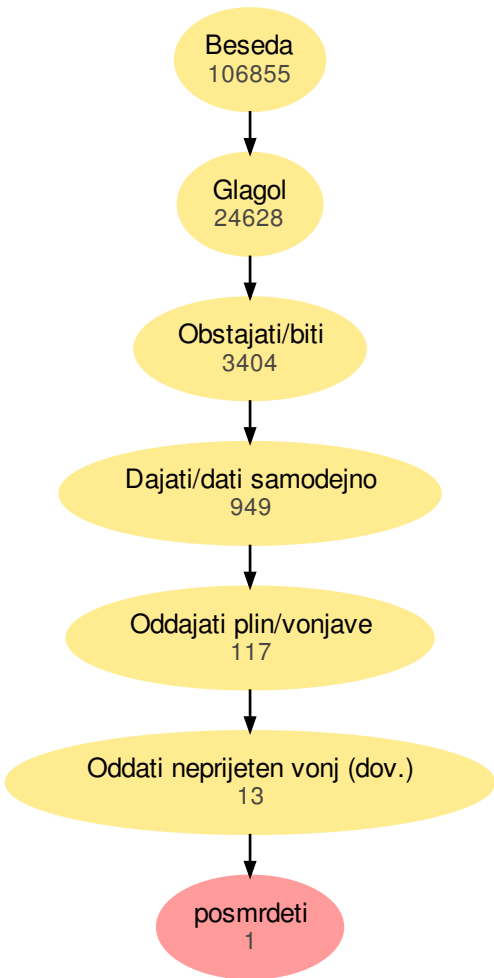 Beseda
106855
Glagol
24628
Obstajati/biti
3404
Dajati/dati samodejno
949
Oddajati plin/vonjave
117
Oddati neprijeten vonj (dov.)
13
posmrdeti
1